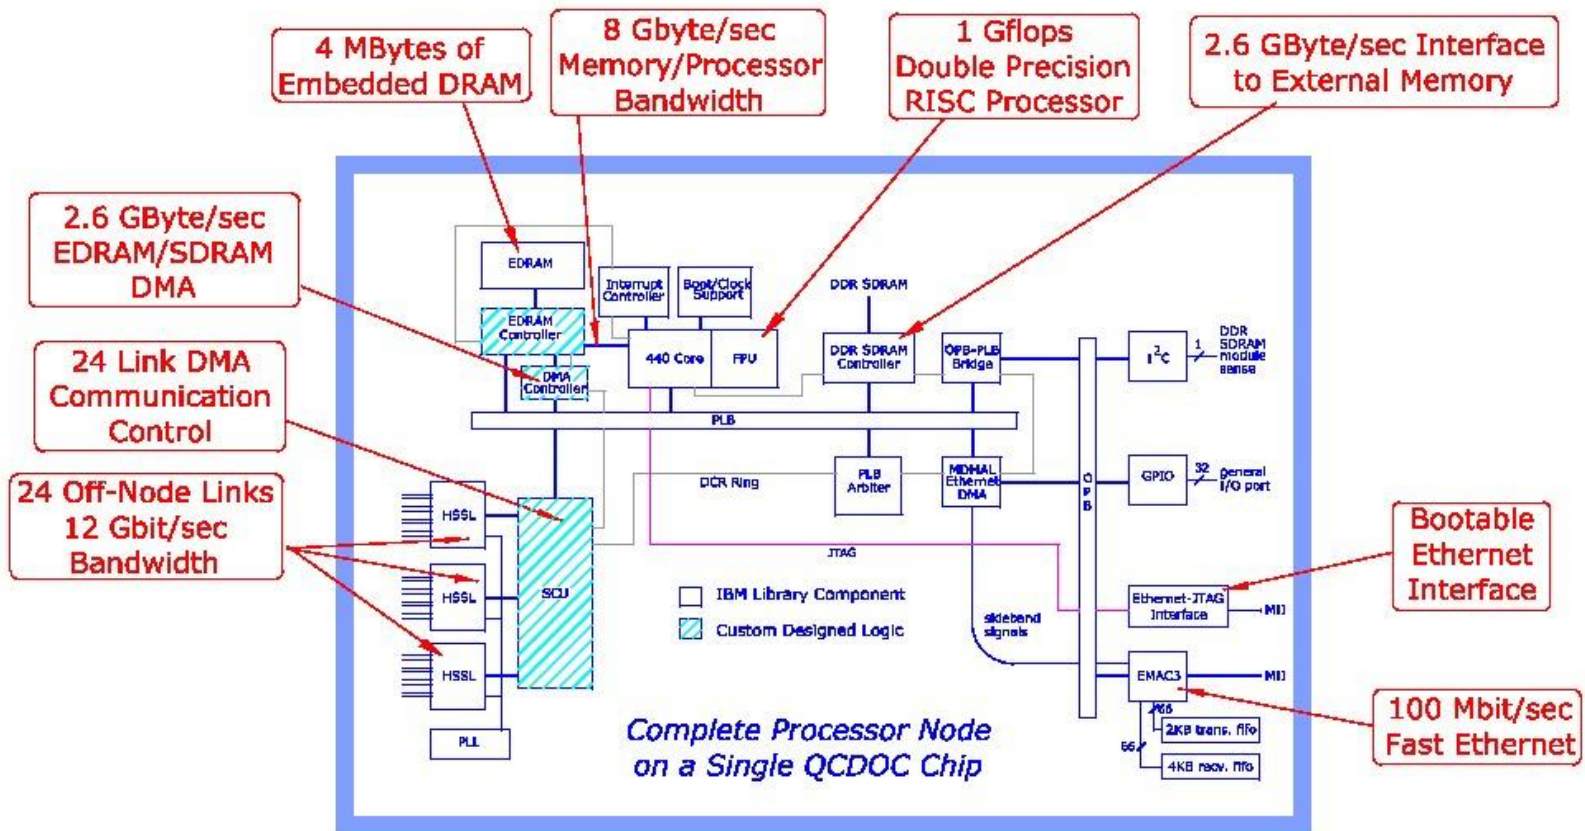 4 MBytes of
Embedded DRAM
8 Gbyte/sec
Memory/Processor
Bandwidth
1 Gflops
Double Precision
RISC Processor
2.6 GByte/sec Interface
to External Memory
2.6 GByte/sec
EDRAM/SDRAM
DMA
24 Link DMA
Communication
Control
24 Off-Node Links
12 Gbit/sec
Bandwidth
Bootable
Ethernet
Interface
100 Mbit/sec
Fast Ethernet
EDRAM
Interrupt
Controller
Boot/Clock
Support
DDR SDRAM
EDRAM
Controller
440 Core
FPU
DDR SDRAM
Controller
OPB-PLB
Bridge
I2C
1
DDR
SDRAM
module
sense
DMA
Controller
PLB
DCR Ring
PLB
Arbiter
MDMAL
Ethernet
DMA
OPB
GPIO
32
general
I/O port
HSSL
HSSL
HSSL
SCU
PLL
JTAG
IBM Library Component
Custom Designed Logic
sideband
signals
Ethernet-JTAG
Interface
MII
EMAC3
MII
66
2KB trans. fifo
66
4KB recv. fifo
Complete Processor Node
on a Single QCDOC Chip